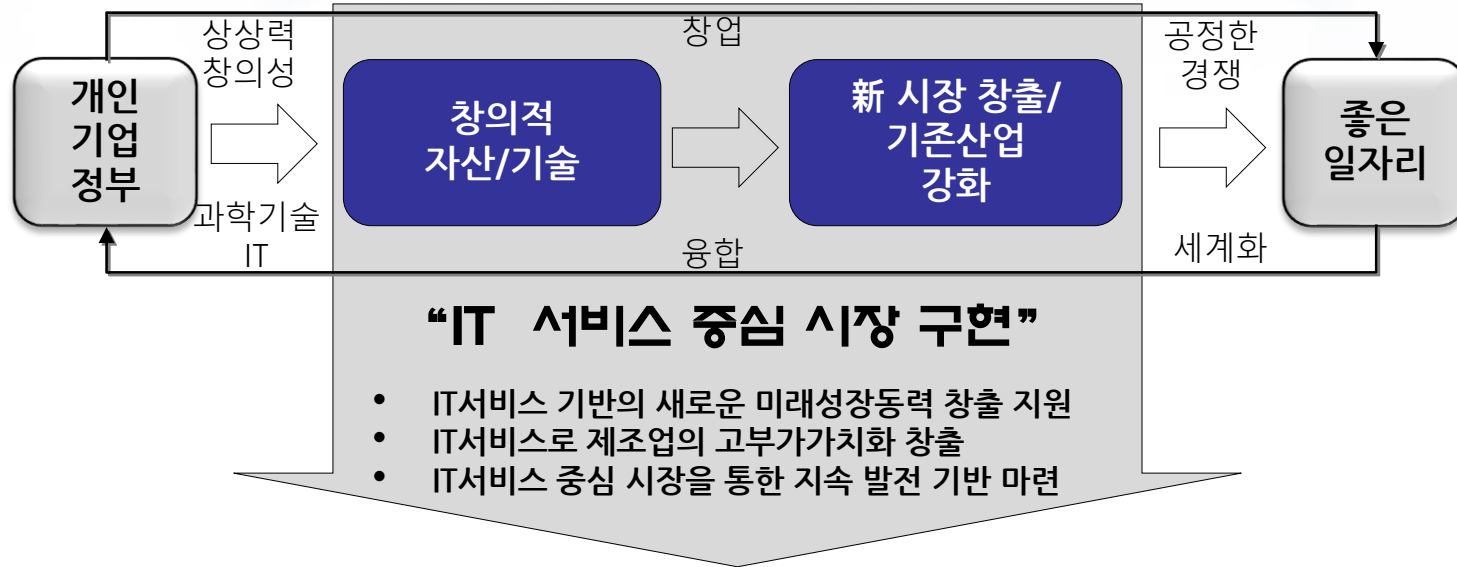 상상력
창의성
창업
공정한
경쟁
개인
기업
정부
창의적
자산/기술
新 시장 창출/
기존산업
강화
좋은
일자리
과학기술
IT
융합
세계화
“IT 서비스 중심 시장 구현”
• IT서비스 기반의 새로운 미래성장동력 창출 지원
• IT서비스로 제조업의 고부가가치화 창출
• IT서비스 중심 시장을 통한 지속 발전 기반 마련